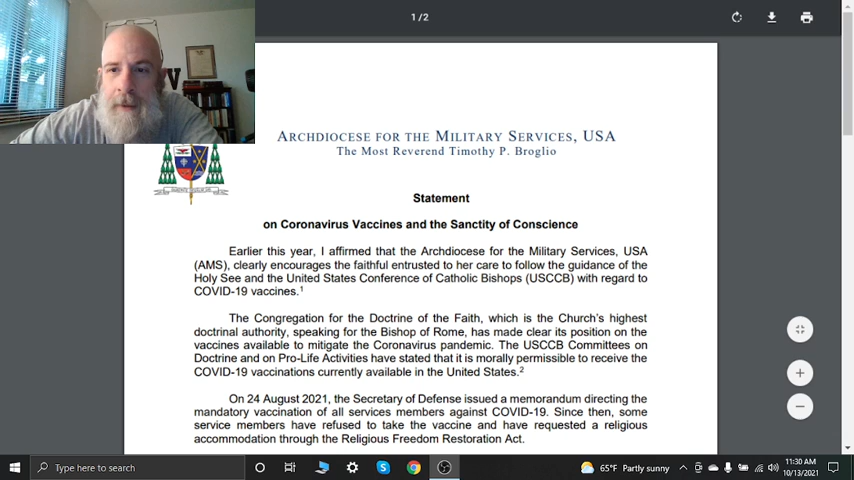 1 / 2
ARCHDIOCESE FOR THE MILITARY SERVICES, USA
The Most Reverend Timothy P. Broglio
Statement
on Coronavirus Vaccines and the Sanctity of Conscience
Earlier this year, I affirmed that the Archdiocese for the Military Services, USA
(AMS), clearly encourages the faithful entrusted to her care to follow the guidance of the
Holy See and the United States Conference of Catholic Bishops (USCCB) with regard to
COVID-19 vaccines.1
The Congregation for the Doctrine of the Faith, which is the Church's highest
doctrinal authority, speaking for the Bishop of Rome, has made clear its position on the
vaccines available to mitigate the Coronavirus pandemic. The USCCB Committees on
Doctrine and on Pro-Life Activities have stated that it is morally permissible to receive the
COVID-19 vaccinations currently available in the United States.2
On 24 August 2021, the Secretary of Defense issued a memorandum directing the
mandatory vaccination of all services members against COVID-19. Since then, some
service members have refused to take the vaccine and have requested a religious
accommodation through the Religious Freedom Restoration Act.
Type here to search
65°F Partly sunny
11:30 AM
10/13/2021